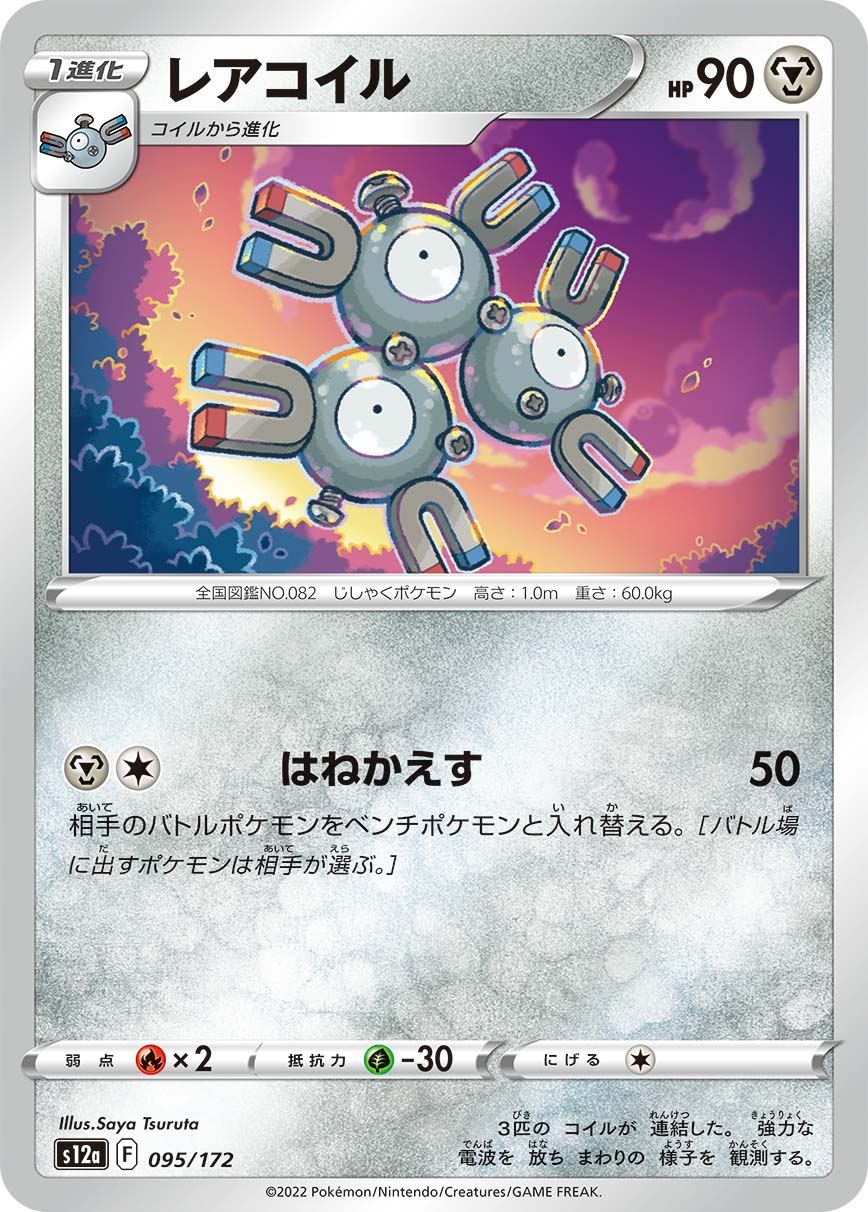 1進化 レアコイル HP90
コイルから進化
全国図鑑NO.082 じしゃくポケモン 高さ：1.0m 重さ：60.0kg
はねかえす 50
相手のバトルポケモンをベンチポケモンと入れ替える。[バトル場
に出すポケモンは相手が選ぶ。]
弱点 ×2 抵抗力 -30 にげる
Illus.Saya Tsuruta
3匹の コイルが 連結した。 強力な
電波を 放ち まわりの 様子を 観測する。
s12a F 095/172
©2022 Pokémon/Nintendo/Creatures/GAME FREAK.